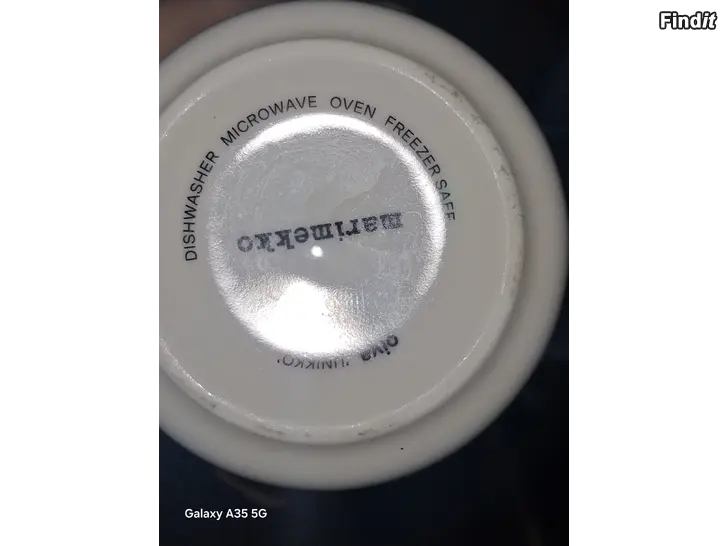 Findit
DISHWASHER MICROWAVE OVEN FREEZER SAFE
marimekko
oiva "UNIKKO"
Galaxy A35 5G